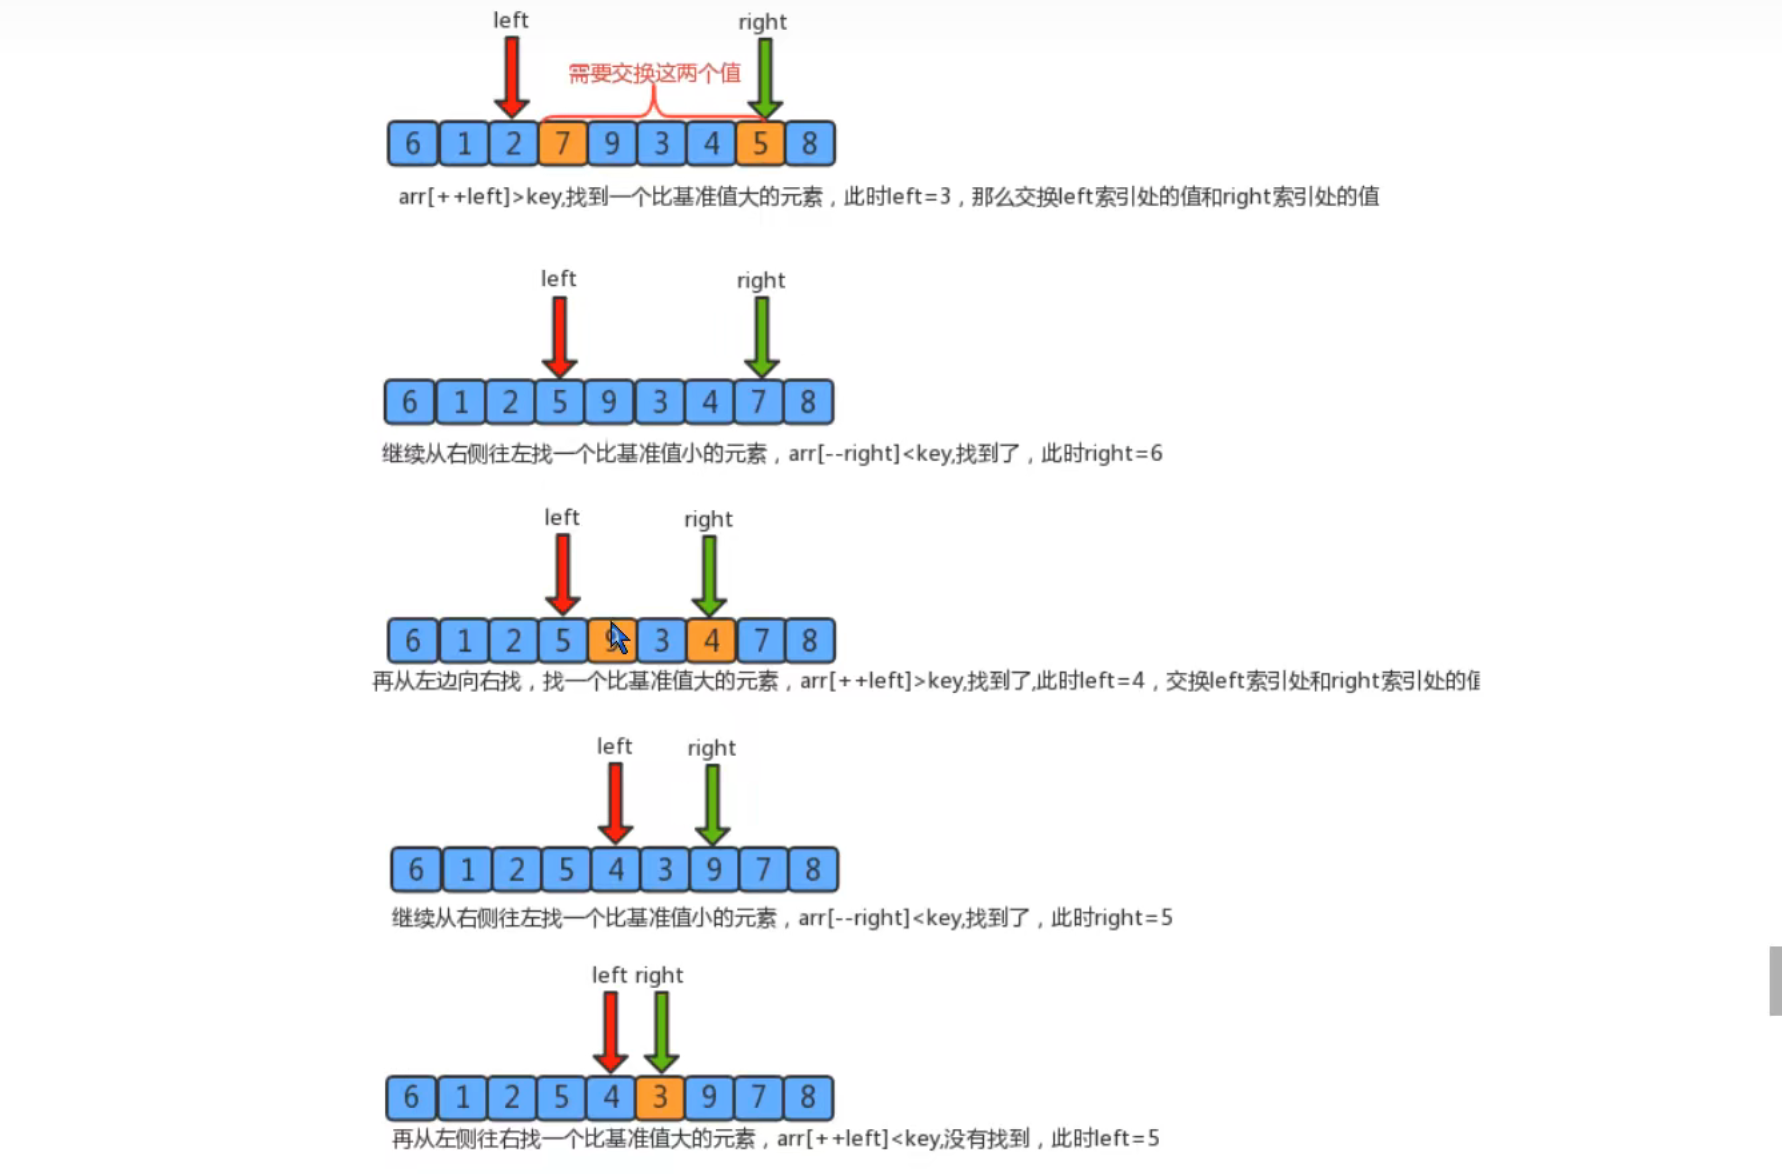 left right
需要交换这两个值
6 1 2 7 9 3 4 5 8
arr[++left]>key,找到一个比基准值大的元素，此时left=3，那么交换left索引处的值和right索引处的值
left right
6 1 2 5 9 3 4 7 8
继续从右侧往左找一个比基准值小的元素，arr[--right]<key,找到了，此时right=6
left right
6 1 2 5 9 3 4 7 8
再从左边向右找，找一个比基准值大的元素，arr[++left]>key,找到了,此时left=4，交换left索引处和right索引处的值
left right
6 1 2 5 4 3 9 7 8
继续从右侧往左找一个比基准值小的元素，arr[--right]<key,找到了，此时right=5
left right
6 1 2 5 4 3 9 7 8
再从左侧往右找一个比基准值大的元素，arr[++left]<key,没有找到，此时left=5